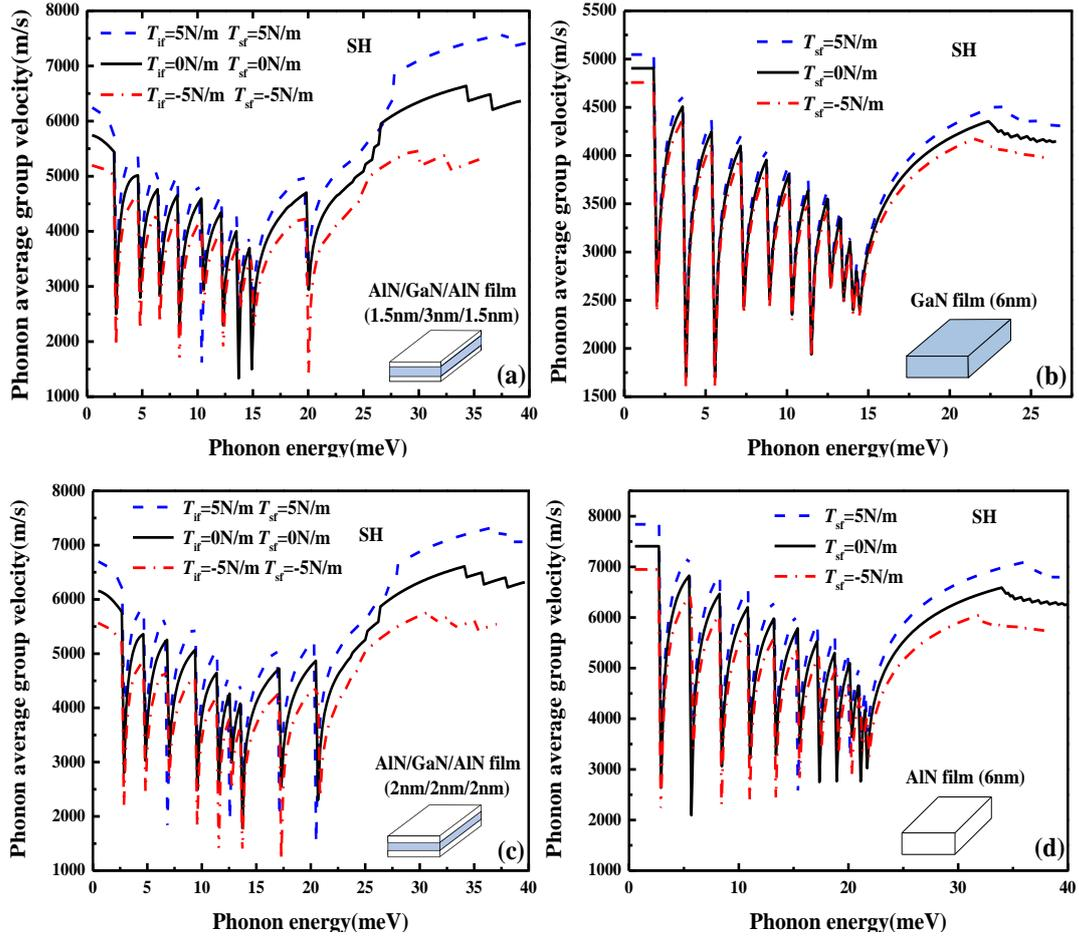 Phonon average group velocity(m/s)
8000
7000
6000
5000
4000
3000
2000
1000
T_if=5N/m T_sf=5N/m
T_if=0N/m T_sf=0N/m
T_if=-5N/m T_sf=-5N/m
SH
AlN/GaN/AlN film
(1.5nm/3nm/1.5nm)
(a)
0 5 10 15 20 25 30 35 40
Phonon energy(meV)
Phonon average group velocity(m/s)
5500
5000
4500
4000
3500
3000
2500
2000
1500
T_sf=5N/m
T_sf=0N/m
T_sf=-5N/m
SH
GaN film (6nm)
(b)
0 5 10 15 20 25
Phonon energy(meV)
Phonon average group velocity(m/s)
8000
7000
6000
5000
4000
3000
2000
1000
T_if=5N/m T_sf=5N/m
T_if=0N/m T_sf=0N/m
T_if=-5N/m T_sf=-5N/m
SH
AlN/GaN/AlN film
(2nm/2nm/2nm)
(c)
0 5 10 15 20 25 30 35 40
Phonon energy(meV)
Phonon average group velocity(m/s)
8000
7000
6000
5000
4000
3000
2000
1000
T_sf=5N/m
T_sf=0N/m
T_sf=-5N/m
SH
AlN film (6nm)
(d)
0 10 20 30 40
Phonon energy(meV)